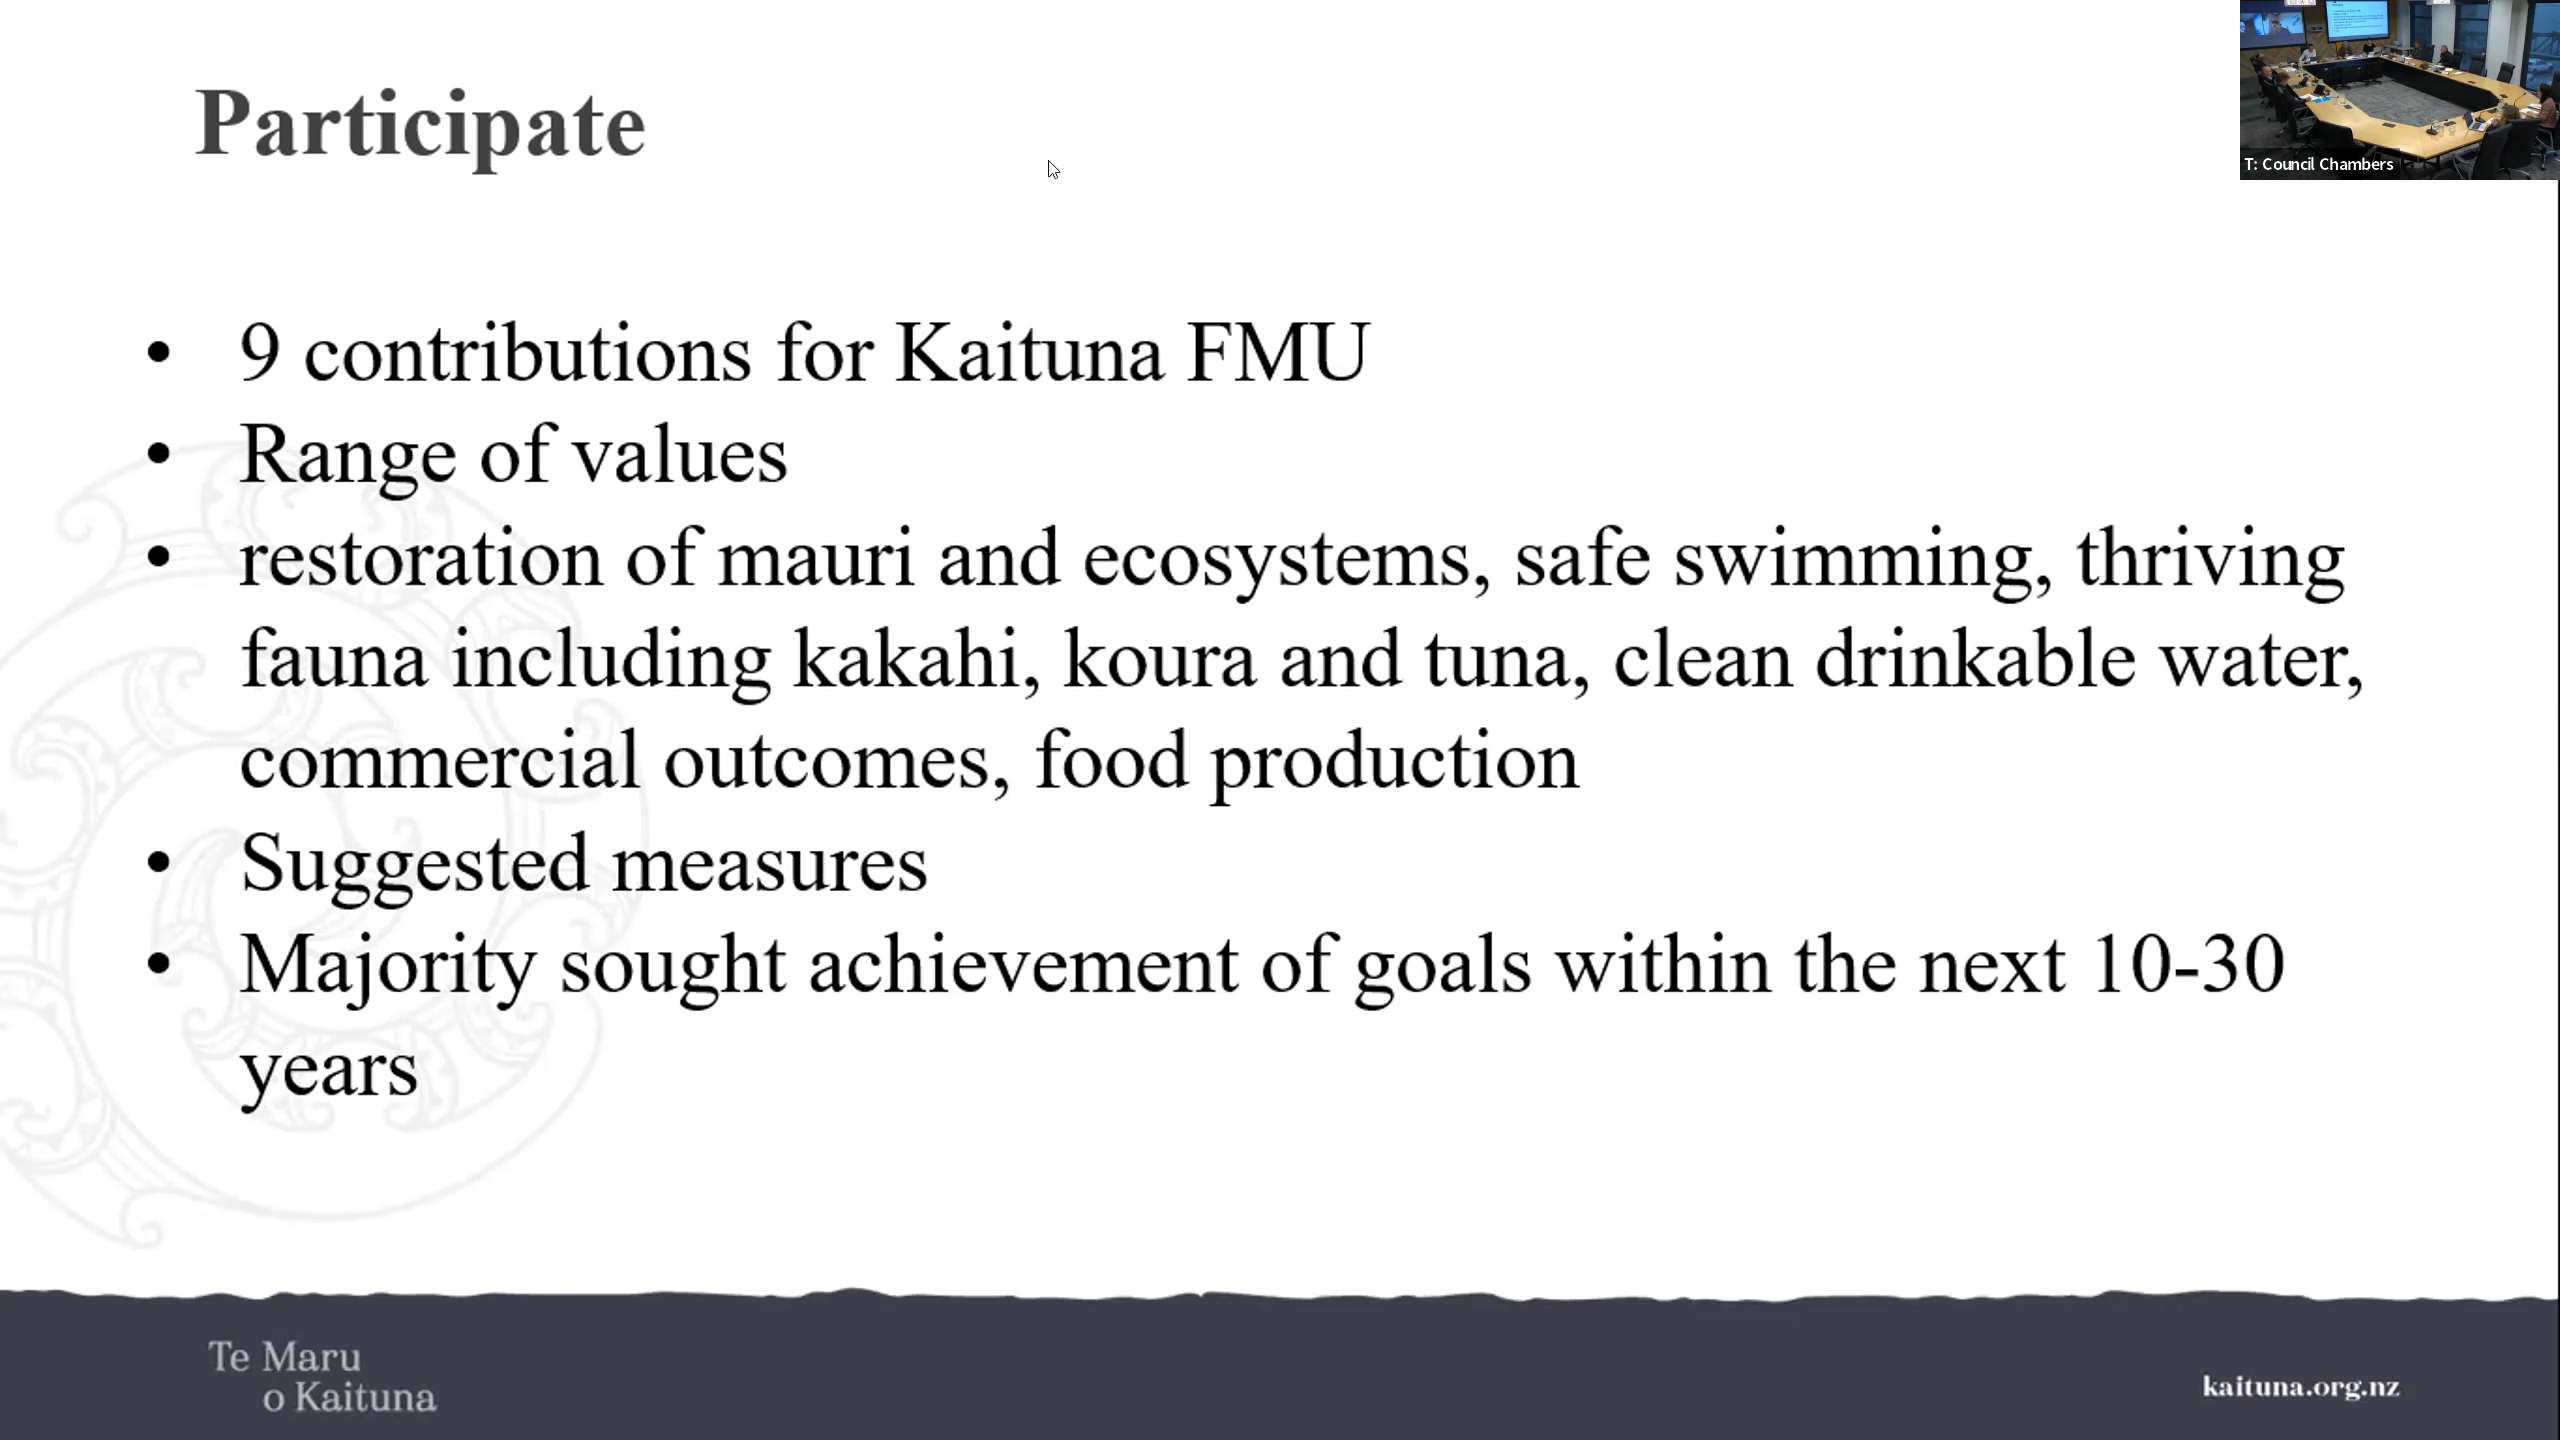 Participate
T: Council Chambers
• 9 contributions for Kaituna FMU
• Range of values
• restoration of mauri and ecosystems, safe swimming, thriving
fauna including kakahi, koura and tuna, clean drinkable water,
commercial outcomes, food production
• Suggested measures
• Majority sought achievement of goals within the next 10-30
years
Te Maru
o Kaituna
kaituna.org.nz